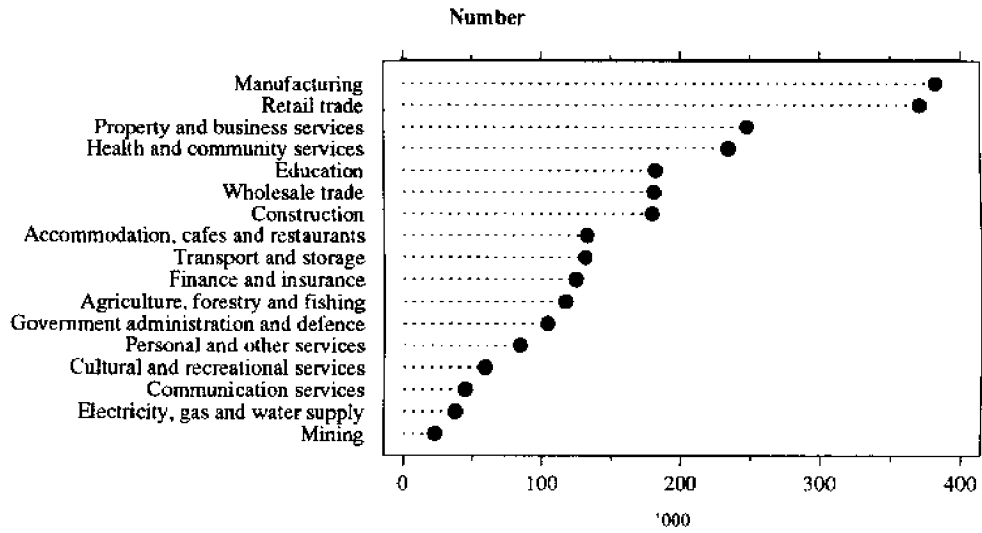 Number
Manufacturing
Retail trade
Property and business services
Health and community services
Education
Wholesale trade
Construction
Accommodation, cafes and restaurants
Transport and storage
Finance and insurance
Agriculture, forestry and fishing
Government administration and defence
Personal and other services
Cultural and recreational services
Communication services
Electricity, gas and water supply
Mining
0 100 200 300 400
'000